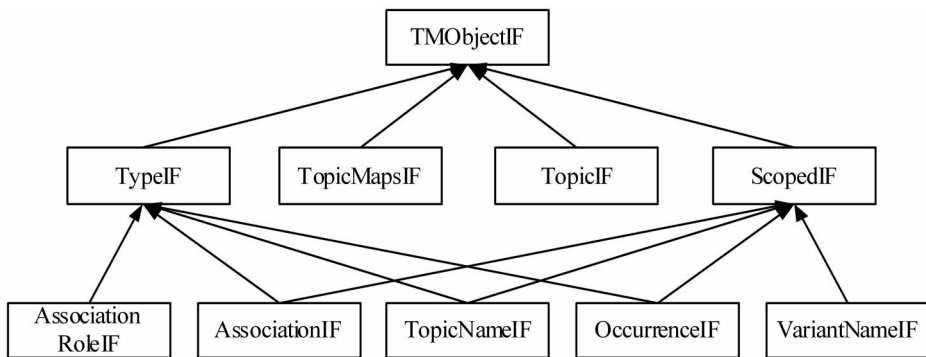 TMObjectIF
TypeIF
TopicMapsIF
TopicIF
ScopedIF
Association
RoleIF
AssociationIF
TopicNameIF
OccurrenceIF
VariantNameIF